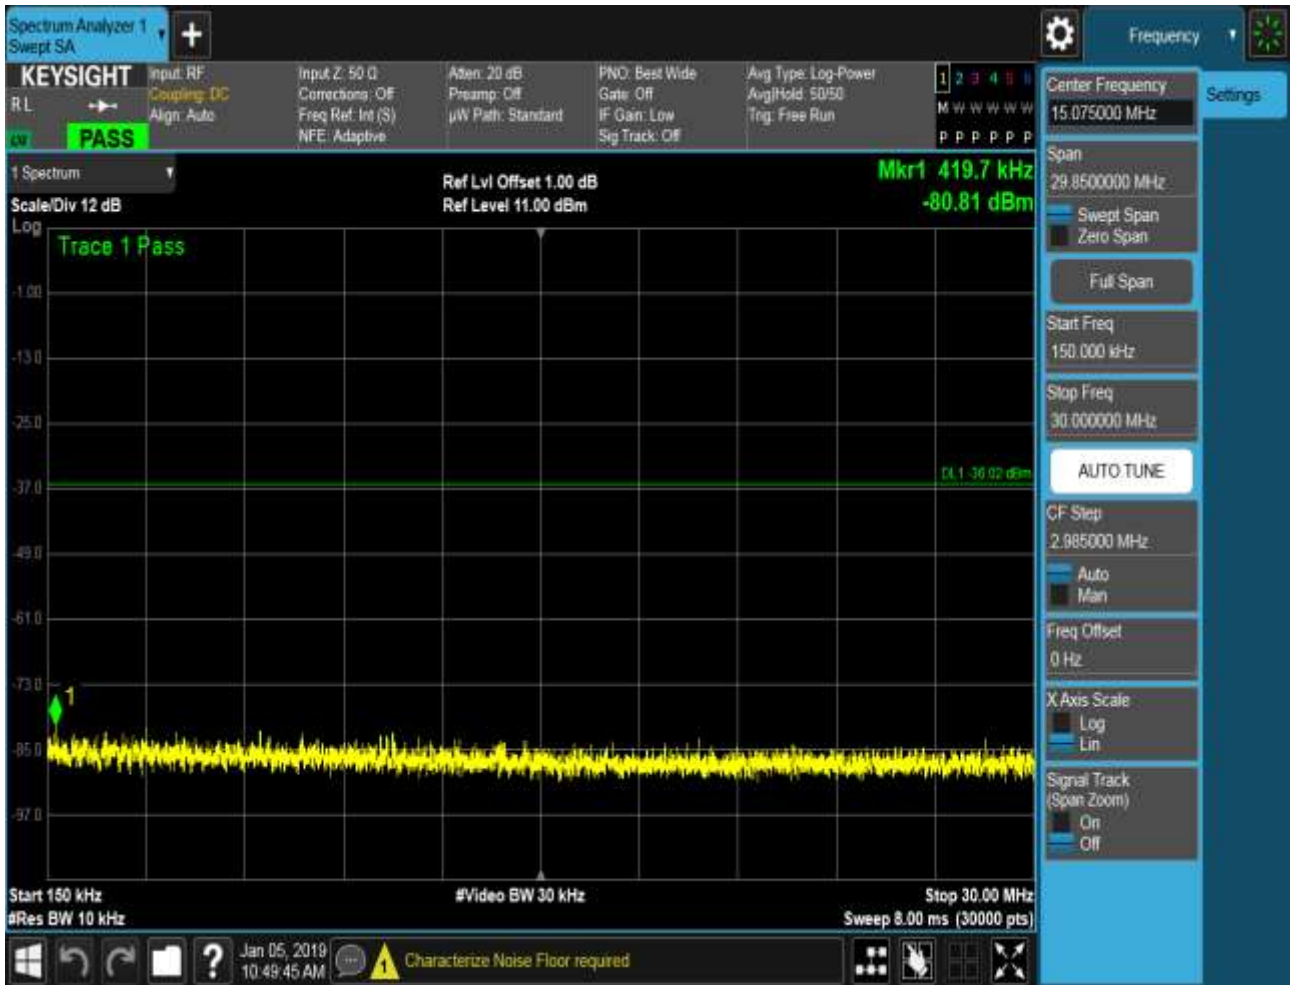 Spectrum Analyzer 1
Swept SA
+
Frequency
KEYSIGHT
RL
PASS
Input: RF
Coupling: DC
Align: Auto
Input Z: 50 Ω
Corrections: Off
Freq Ref: Int (S)
NFE: Adaptive
Atten: 20 dB
Preamp: Off
µW Path: Standard
PNO: Best Wide
Gate: Off
IF Gain: Low
Sig Track: Off
Avg Type: Log-Power
Avg|Hold: 50/50
Trig: Free Run
1 2 3 4 5 6
M W W W W W
P P P P P P
1 Spectrum
Scale/Div 12 dB
Log
Ref Lvl Offset 1.00 dB
Ref Level 11.00 dBm
Mkr1 419.7 kHz
-80.81 dBm
Trace 1 Pass
-1.00
-13.0
-25.0
-37.0
-49.0
-61.0
-73.0
-85.0
-97.0
DL1 -36.02 dBm
1
Start 150 kHz
#Res BW 10 kHz
#Video BW 30 kHz
Stop 30.00 MHz
Sweep 8.00 ms (30000 pts)
Center Frequency
15.075000 MHz
Settings
Span
29.8500000 MHz
Swept Span
Zero Span
Full Span
Start Freq
150.000 kHz
Stop Freq
30.000000 MHz
AUTO TUNE
CF Step
2.985000 MHz
Auto
Man
Freq Offset
0 Hz
X Axis Scale
Log
Lin
Signal Track
(Span Zoom)
On
Off
?
Jan 05, 2019
10:49:45 AM
1
Characterize Noise Floor required